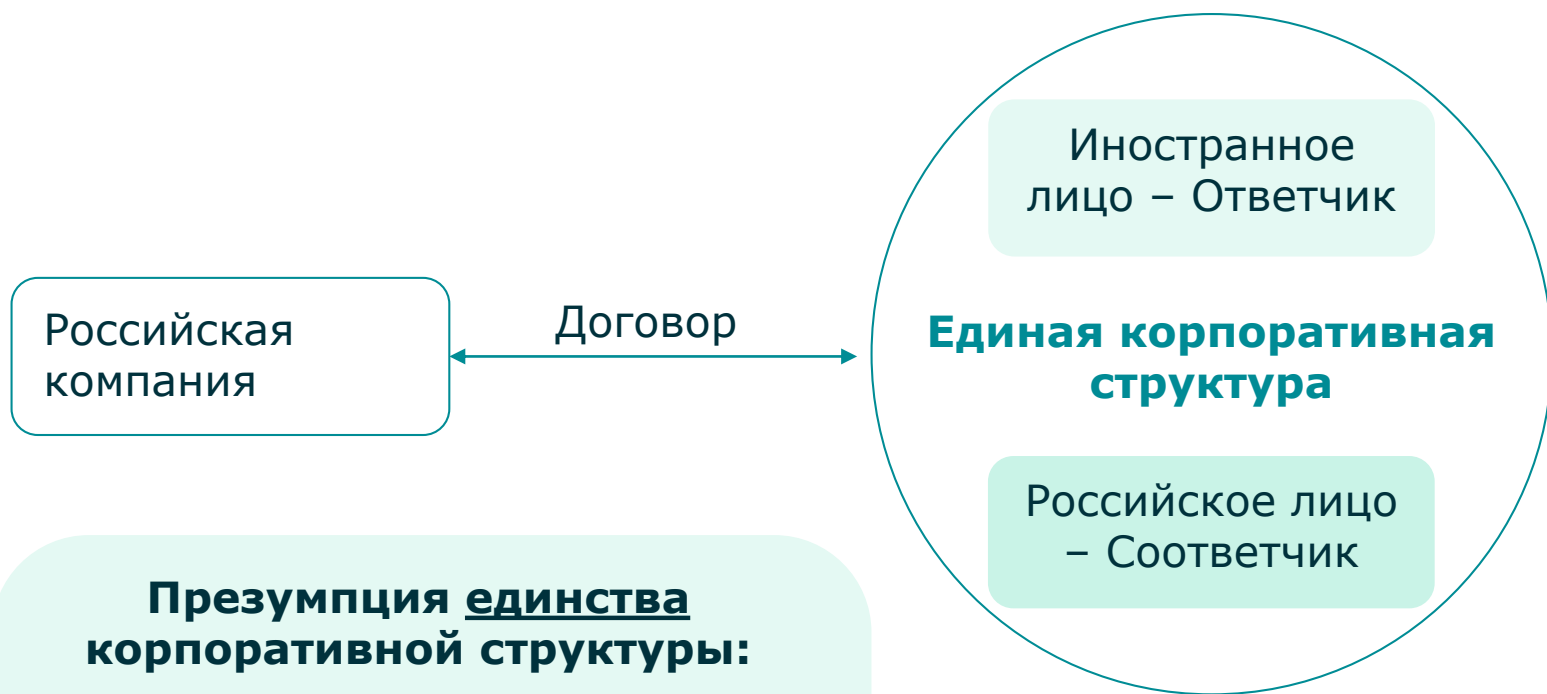 Иностранное
лицо – Ответчик
Российская
компания
Договор
Единая корпоративная
структура
Российское лицо
– Соответчик
Презумпция единства
корпоративной структуры: